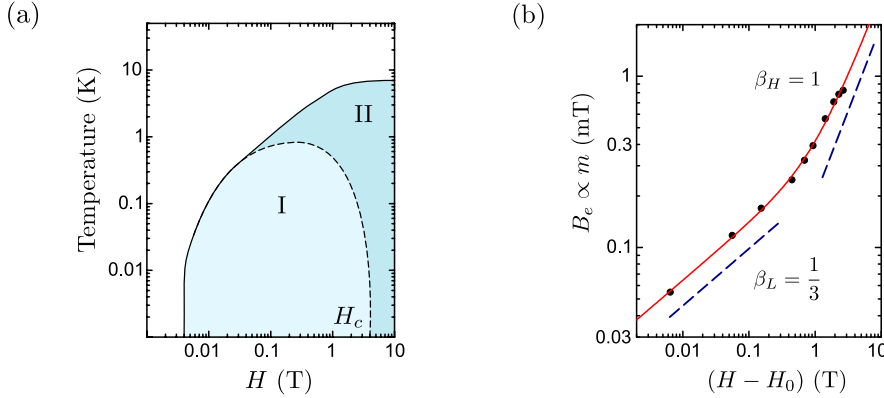 (a)
Temperature (K)
10
1
0.1
0.01
I
II
H_c
0.01
0.1
1
10
H (T)
(b)
B_e ∝ m (mT)
1
0.3
0.1
0.03
β_H = 1
β_L = 1/3
0.01
0.1
1
10
(H − H_0) (T)